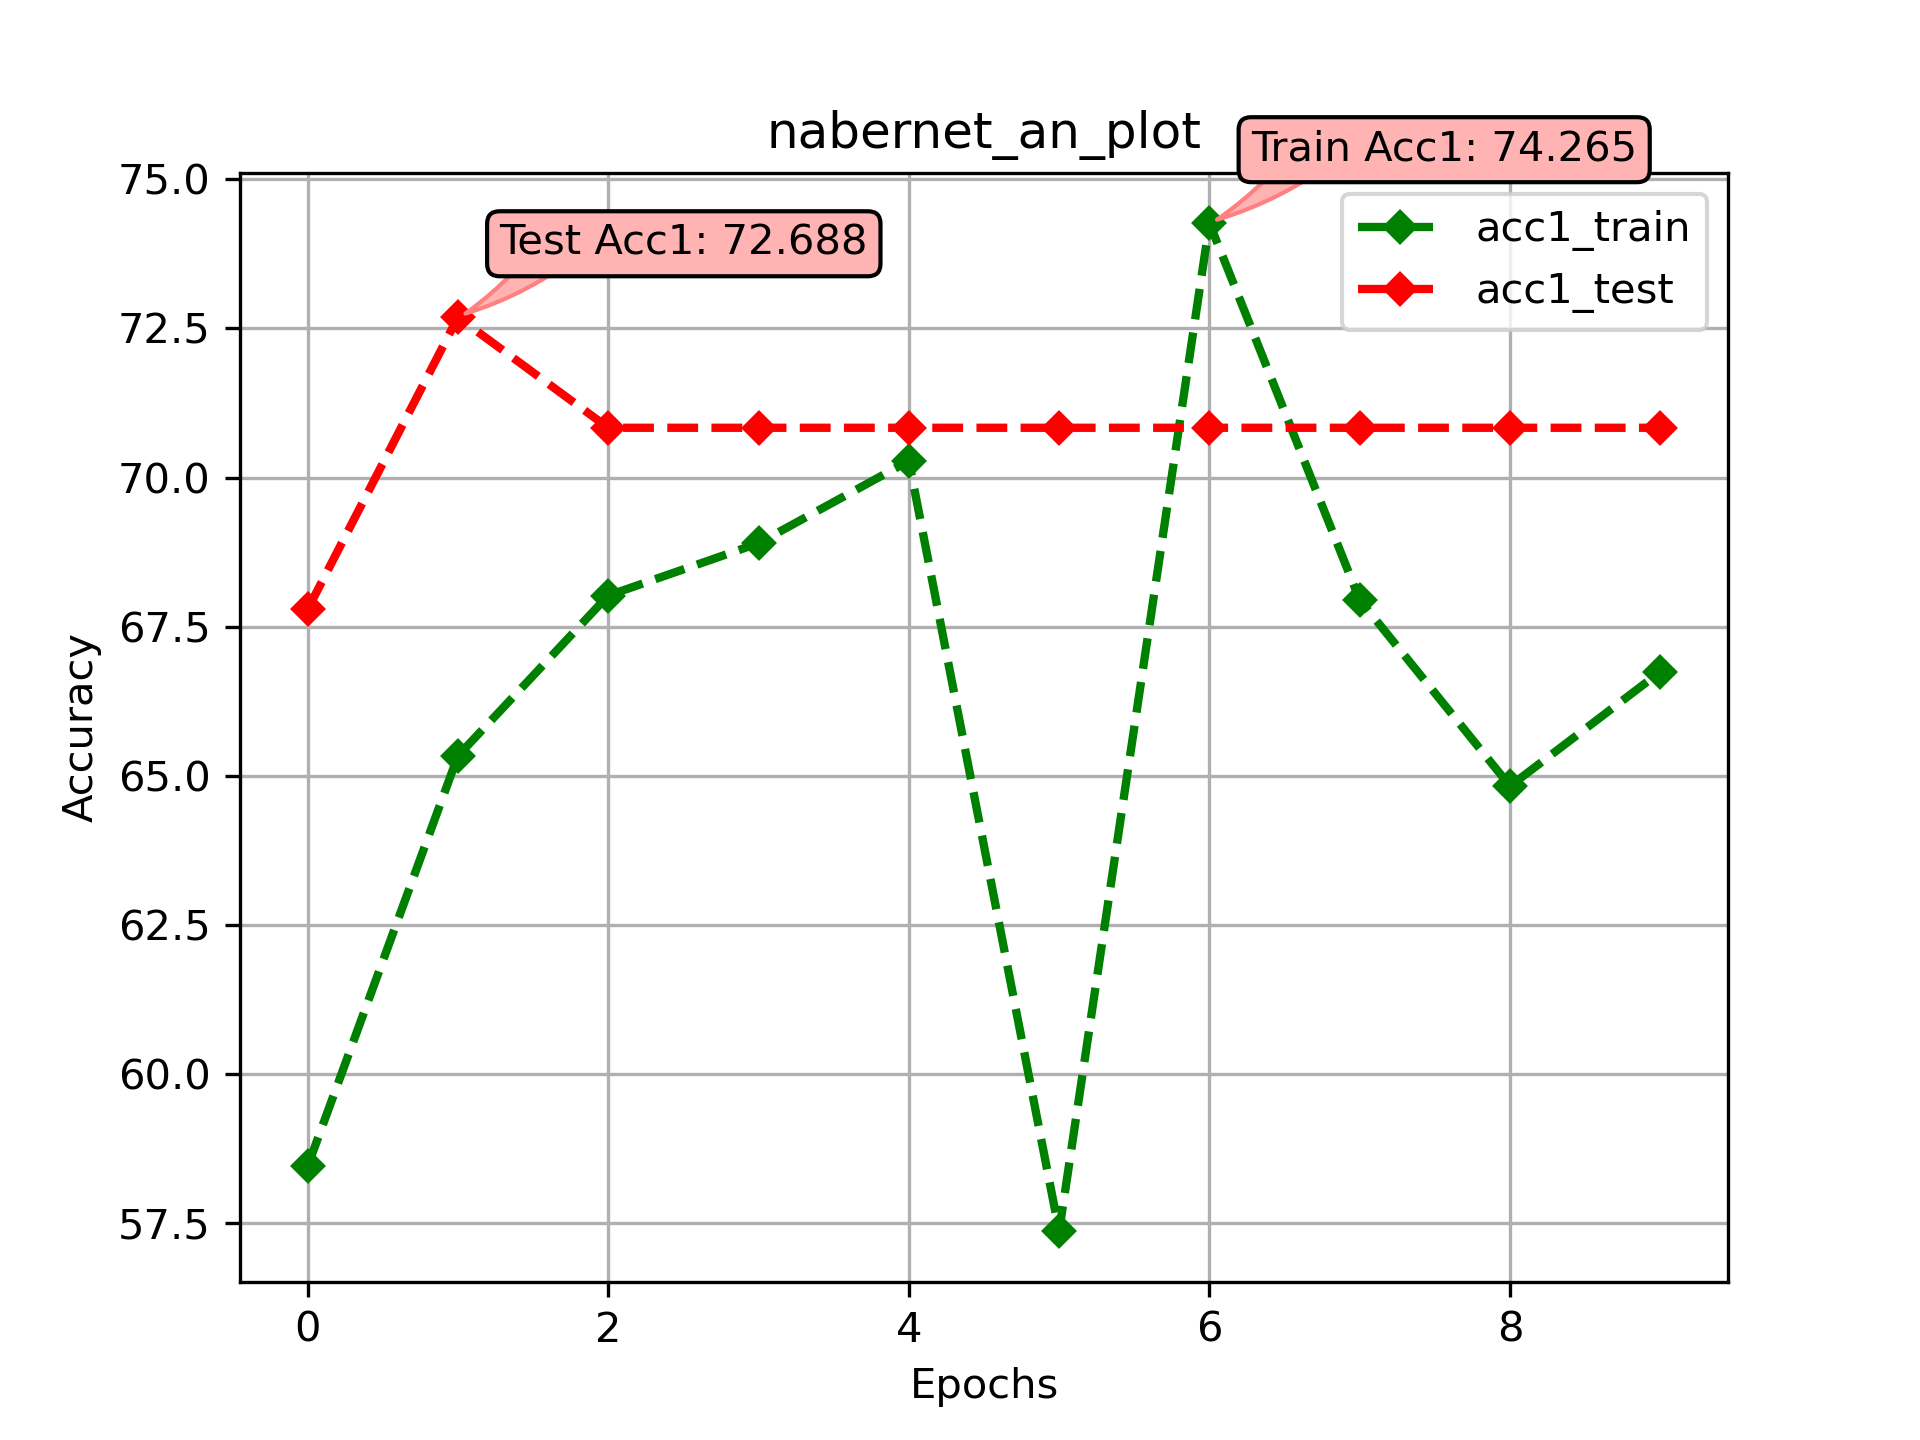 nabernet_an_plot
Train Acc1: 74.265
Test Acc1: 72.688
acc1_train
acc1_test
75.0
72.5
70.0
67.5
65.0
62.5
60.0
57.5
Accuracy
0 2 4 6 8
Epochs